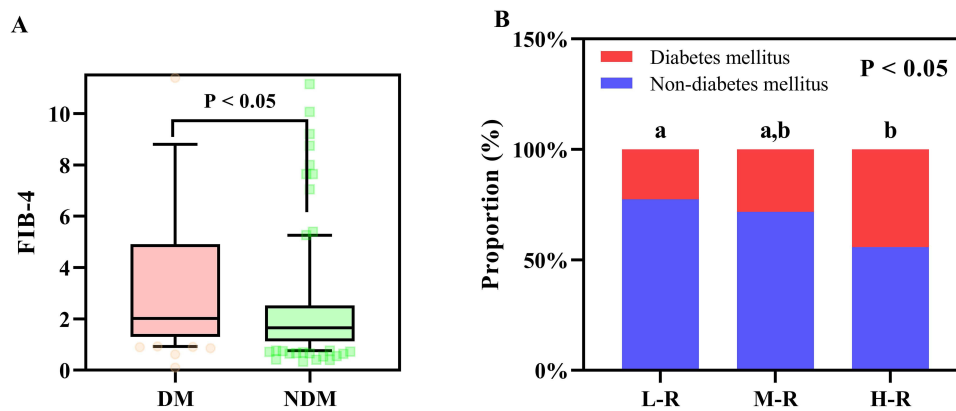 A
FIB-4
10
8
6
4
2
0
P < 0.05
DM
NDM
B
Proportion (%)
150%
100%
50%
0%
Diabetes mellitus
Non-diabetes mellitus
P < 0.05
a
a,b
b
L-R
M-R
H-R